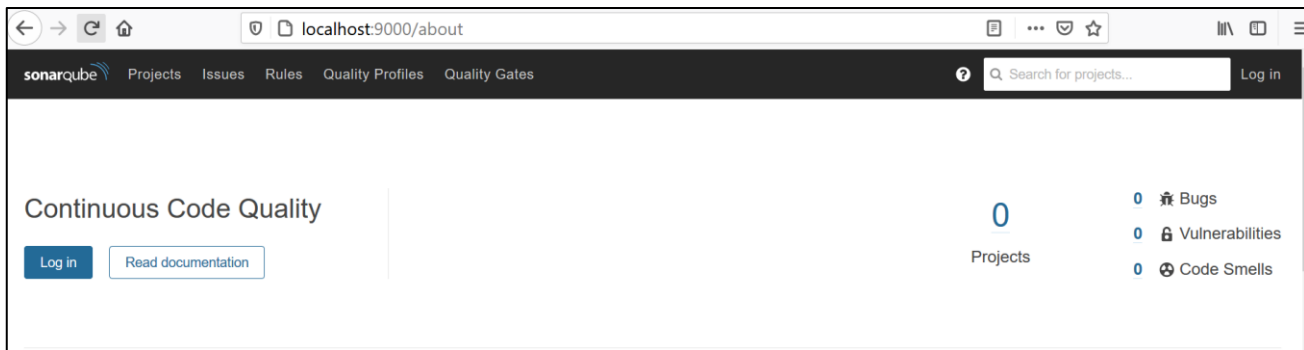 localhost:9000/about
sonarqube Projects Issues Rules Quality Profiles Quality Gates ? Search for projects... Log in
Continuous Code Quality
Log in Read documentation
0
Projects
0 Bugs
0 Vulnerabilities
0 Code Smells